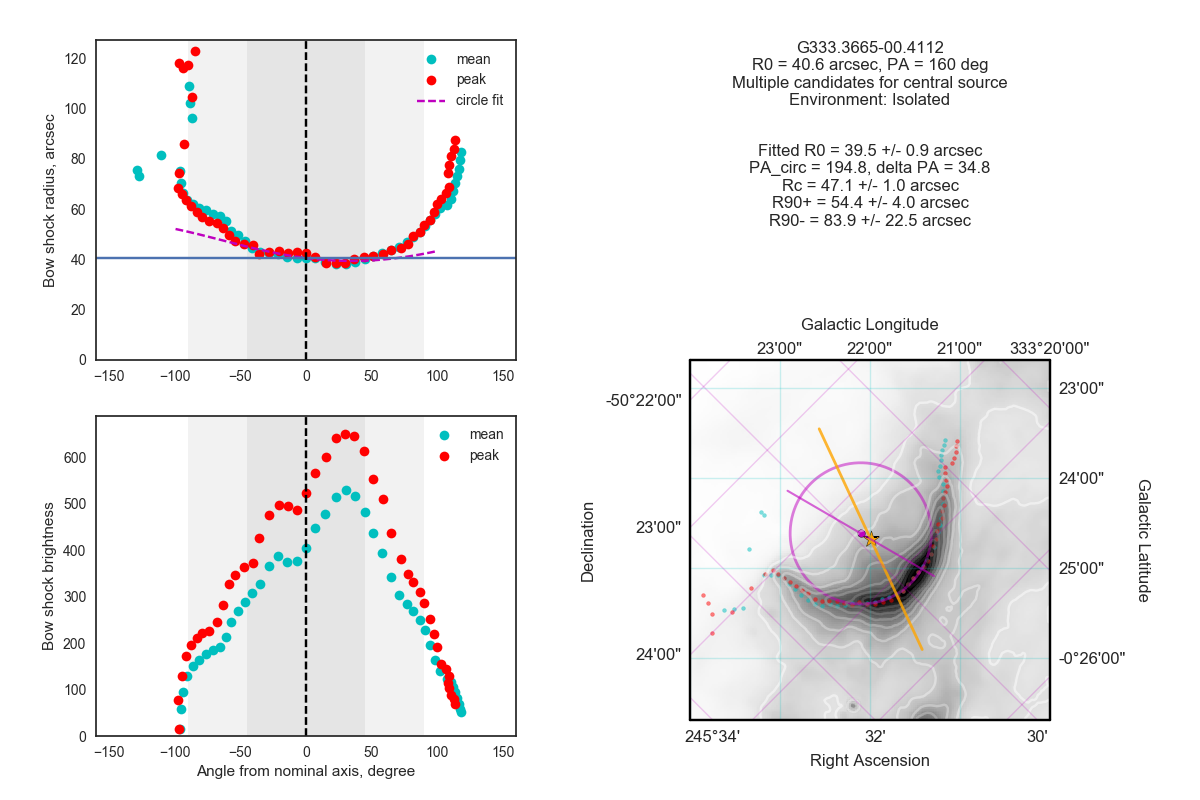 120
100
80
60
40
20
0
Bow shock radius, arcsec
mean
peak
circle fit
−150
−100
−50
0
50
100
150
600
500
400
300
200
100
0
Bow shock brightness
mean
peak
−150
−100
−50
0
50
100
150
Angle from nominal axis, degree
G333.3665-00.4112
R0 = 40.6 arcsec, PA = 160 deg
Multiple candidates for central source
Environment: Isolated
Fitted R0 = 39.5 +/- 0.9 arcsec
PA_circ = 194.8, delta PA = 34.8
Rc = 47.1 +/- 1.0 arcsec
R90+ = 54.4 +/- 4.0 arcsec
R90- = 83.9 +/- 22.5 arcsec
Galactic Longitude
23'00" 22'00" 21'00" 333°20'00"
-50°22'00"
23'00"
24'00"
Declination
23'00"
24'00"
25'00"
-0°26'00"
Galactic Latitude
245°34' 32' 30'
Right Ascension